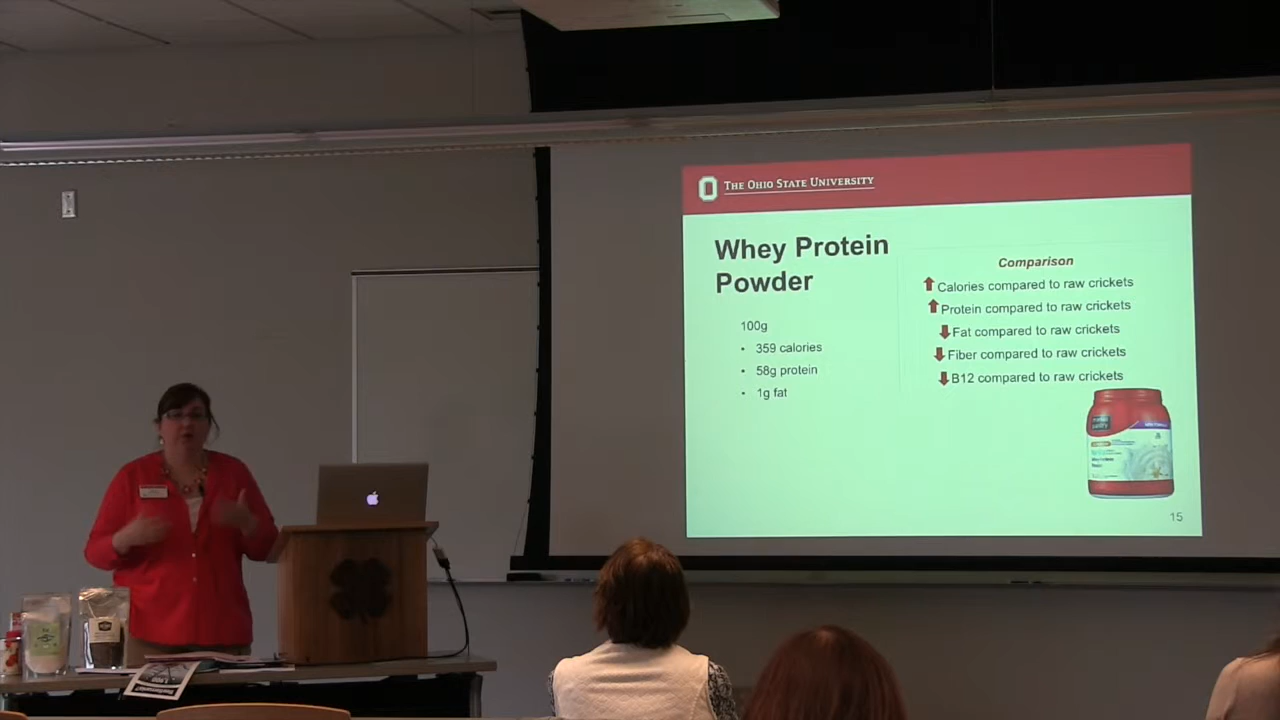 THE OHIO STATE UNIVERSITY
Whey Protein
Powder
100g
• 359 calories
• 58g protein
• 1g fat
Comparison
Calories compared to raw crickets
Protein compared to raw crickets
Fat compared to raw crickets
Fiber compared to raw crickets
B12 compared to raw crickets
15